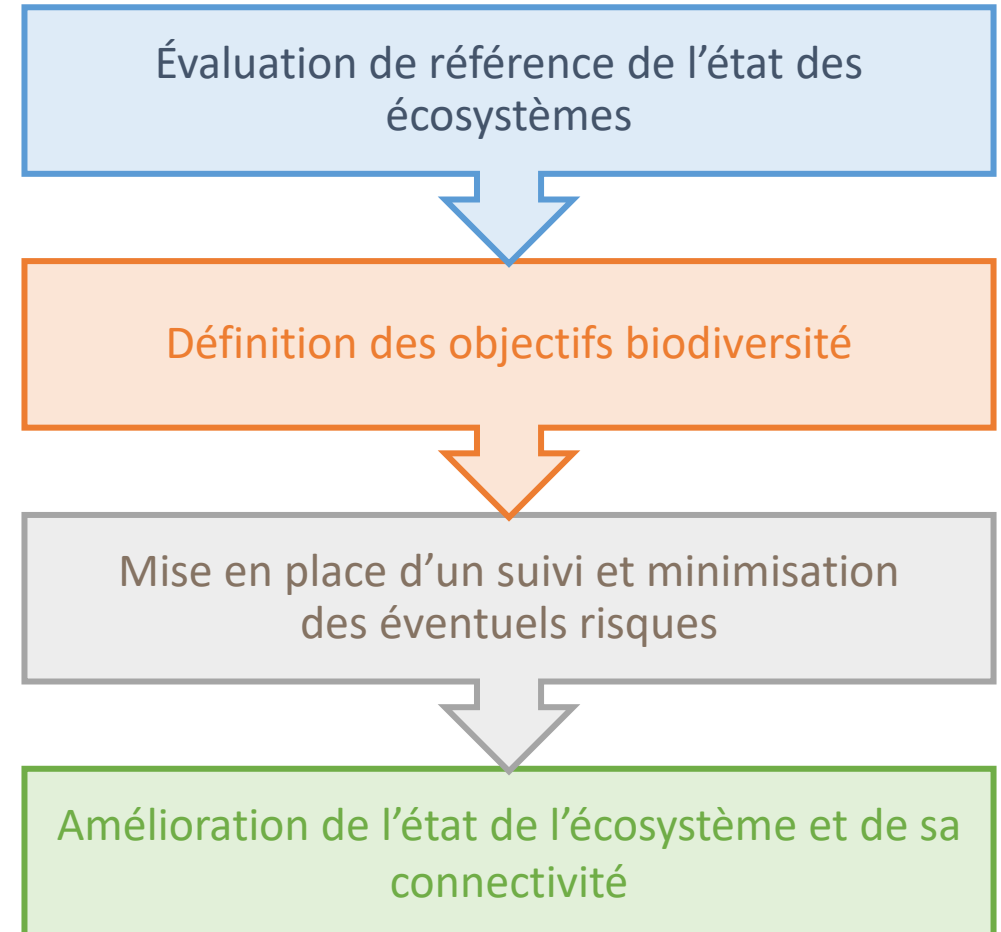 Évaluation de référence de l’état des
écosystèmes
Définition des objectifs biodiversité
Mise en place d’un suivi et minimisation
des éventuels risques
Amélioration de l’état de l’écosystème et de sa
connectivité